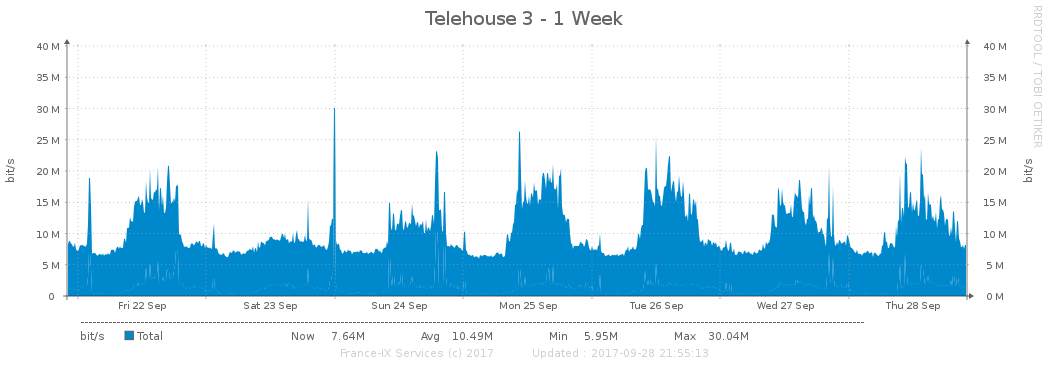 Telehouse 3 - 1 Week
RRDTOOL / TOBI OETIKER
40 M 40 M
35 M 35 M
30 M 30 M
25 M 25 M
20 M 20 M
15 M 15 M
10 M 10 M
5 M 5 M
0 0 M
bit/s bit/s
Fri 22 Sep Sat 23 Sep Sun 24 Sep Mon 25 Sep Tue 26 Sep Wed 27 Sep Thu 28 Sep
bit/s Total Now 7.64M Avg 10.49M Min 5.95M Max 30.04M
France-IX Services (c) 2017 Updated : 2017-09-28 21:55:13